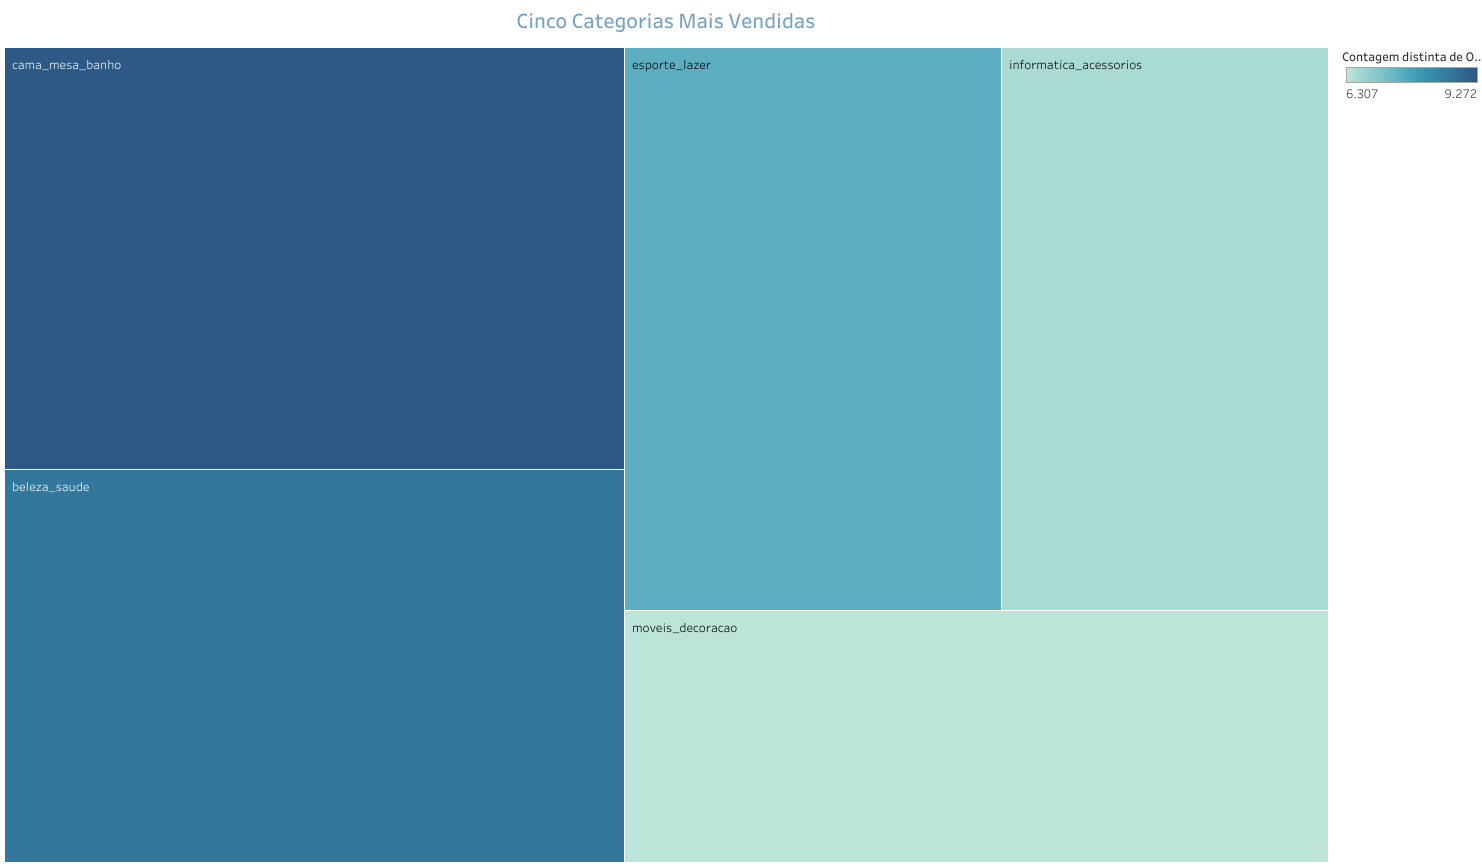 Cinco Categorias Mais Vendidas
cama_mesa_banho
esporte_lazer
informatica_acessorios
Contagem distinta de O..
6.307 9.272
beleza_saude
moveis_decoracao